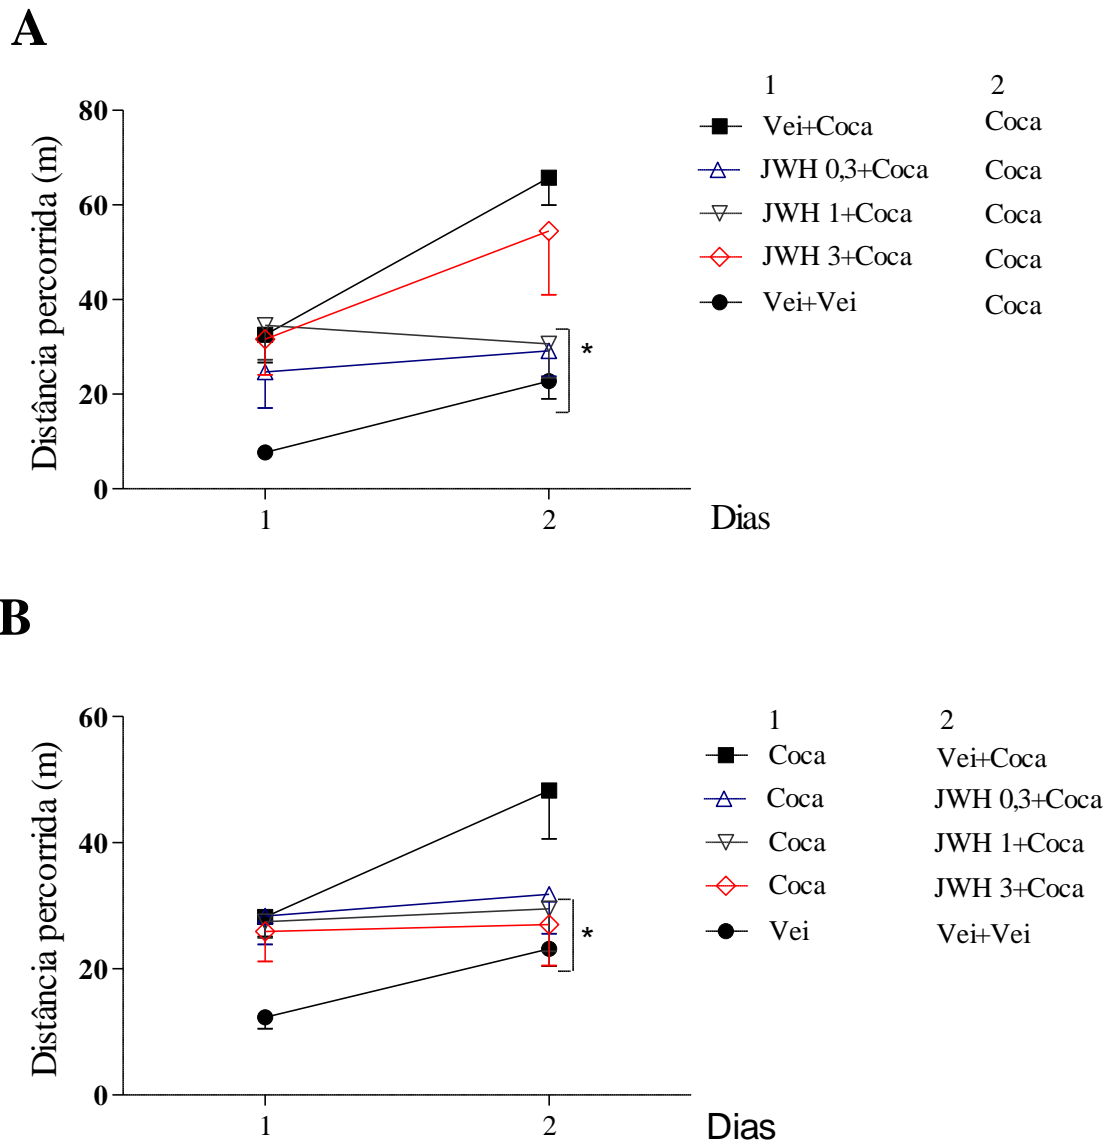 A
1 2
80
Vei+Coca Coca
JWH 0,3+Coca Coca
60
JWH 1+Coca Coca
JWH 3+Coca Coca
40
Vei+Vei Coca
*
20
0
Distância percorrida (m)
1 2 Dias
B
60
1 2
Coca Vei+Coca
Coca JWH 0,3+Coca
40
Coca JWH 1+Coca
Coca JWH 3+Coca
Vei Vei+Vei
*
20
0
Distância percorrida (m)
1 2 Dias